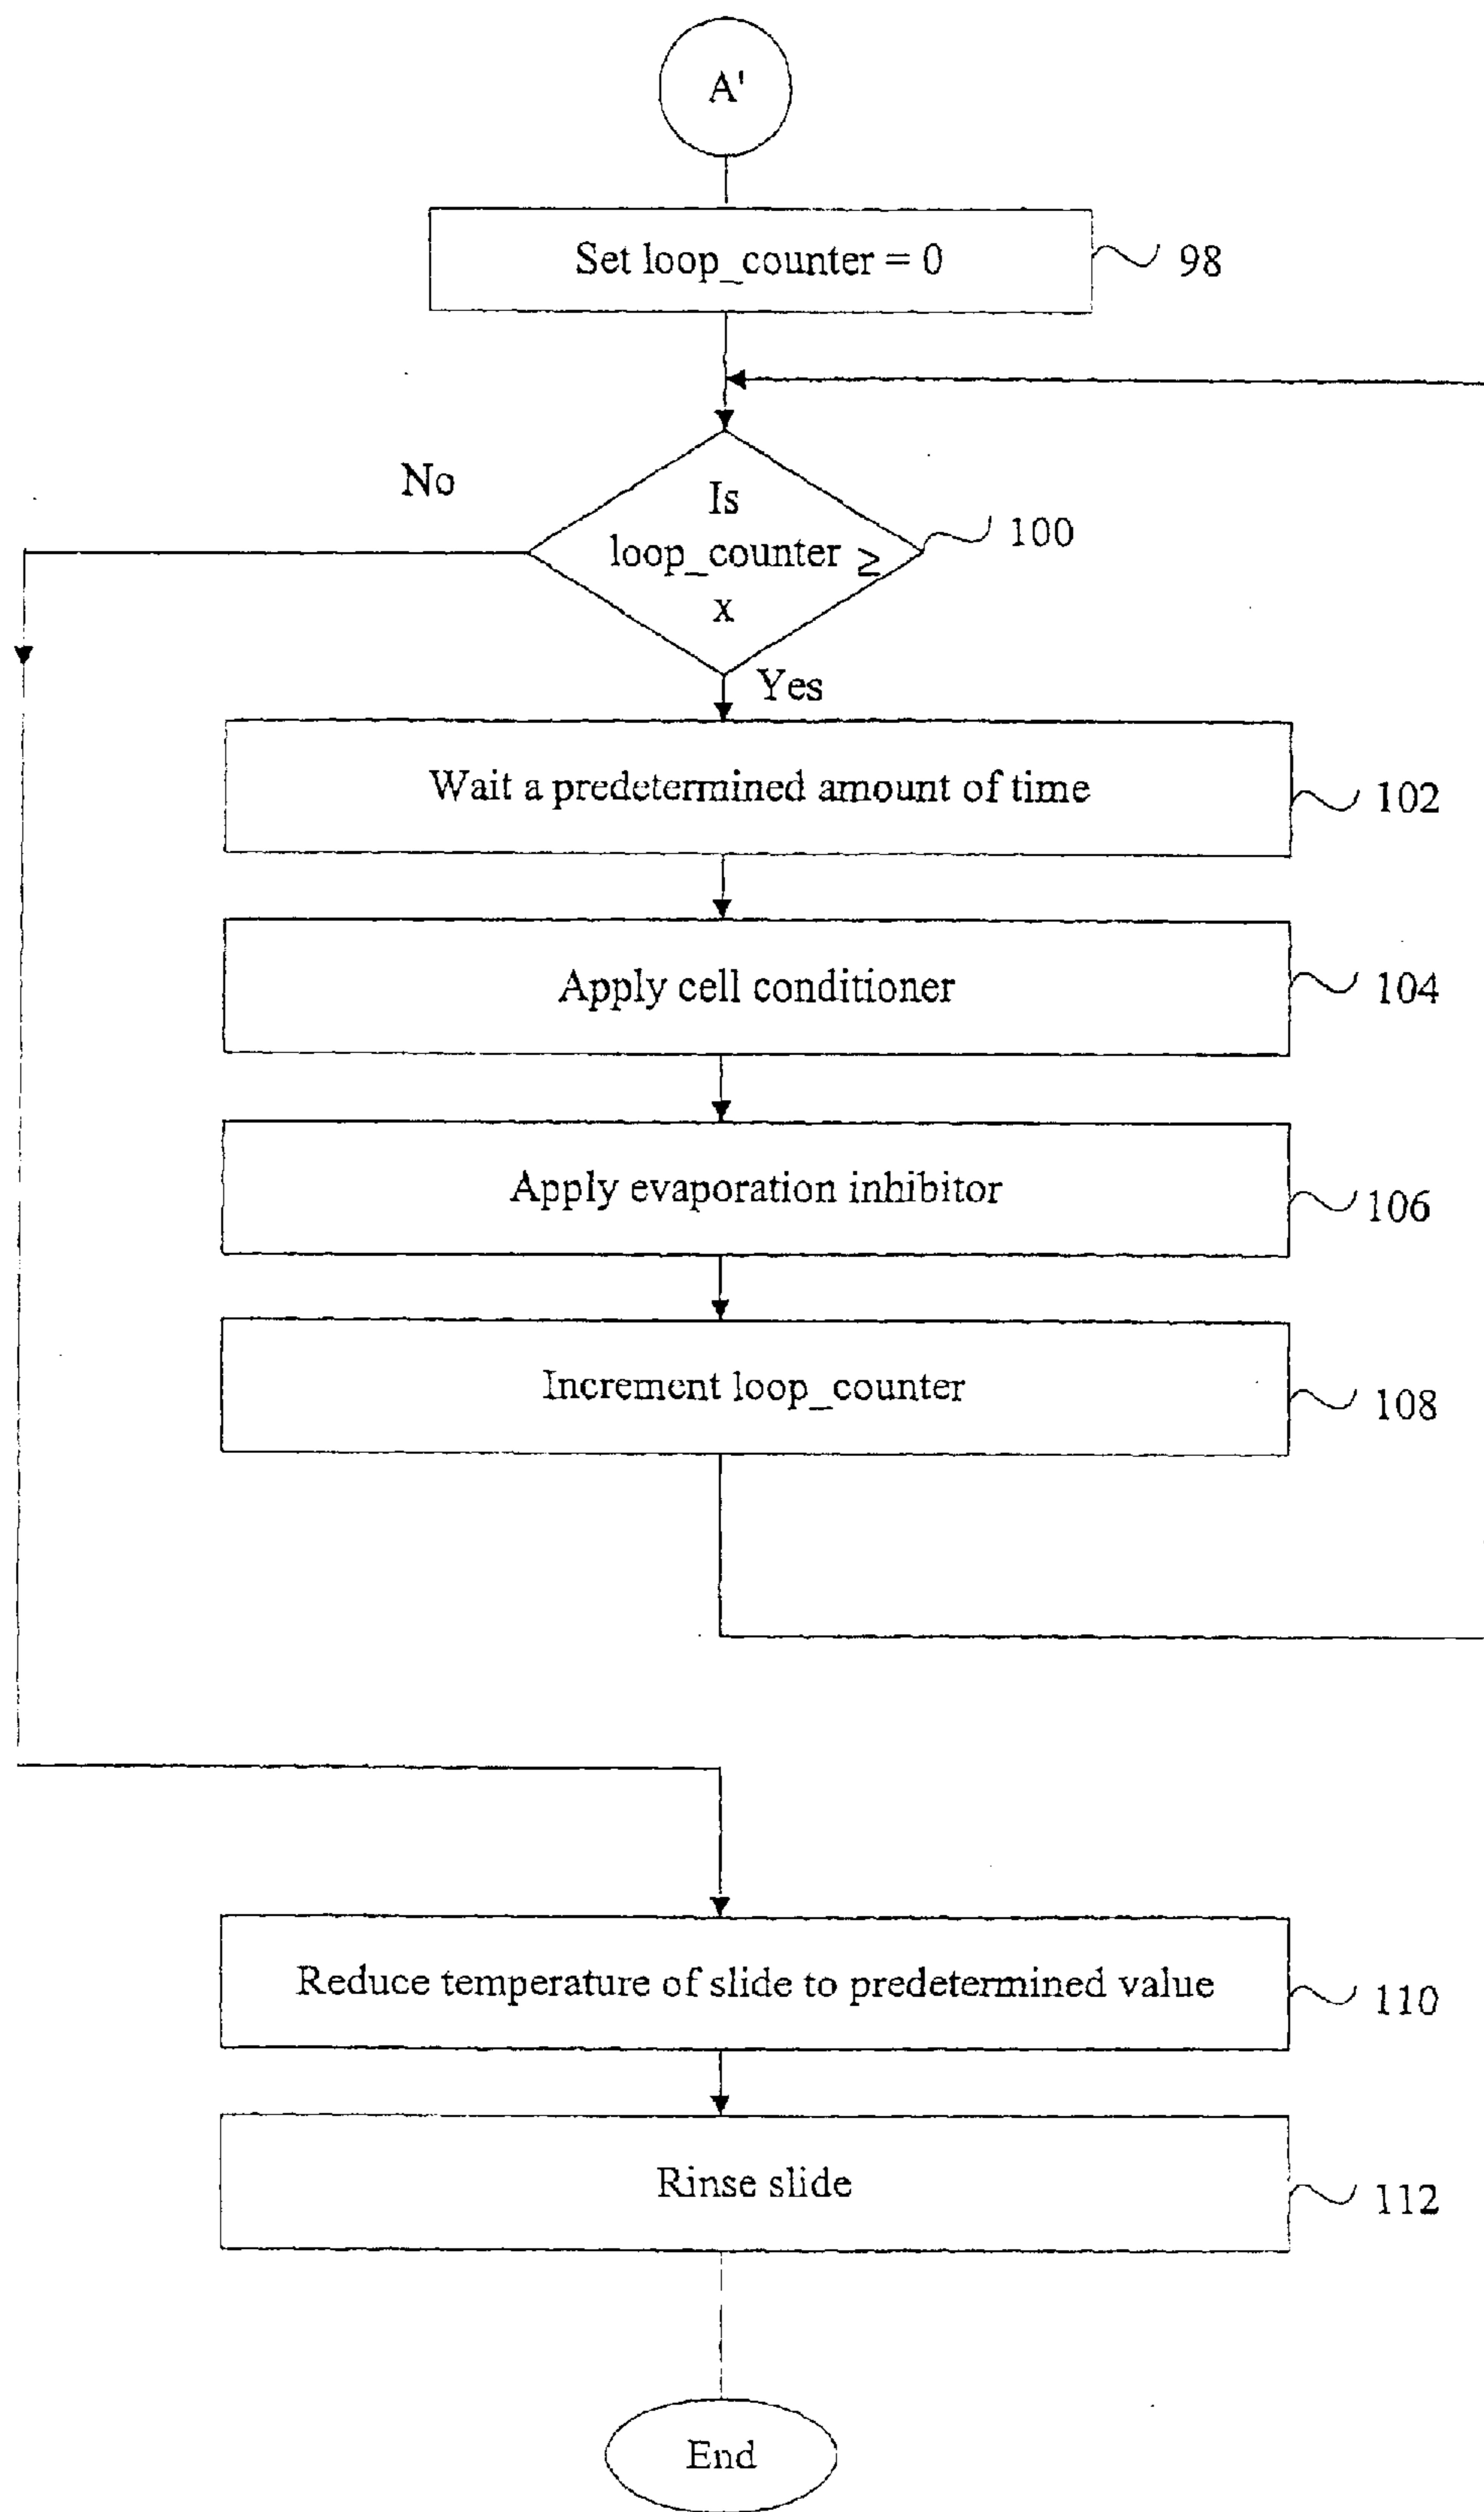 A'
Set loop_counter = 0
98
No
Is
loop_counter ≥
x
100
Yes
Wait a predetermined amount of time
102
Apply cell conditioner
104
Apply evaporation inhibitor
106
Increment loop_counter
108
Reduce temperature of slide to predetermined value
110
Rinse slide
112
End